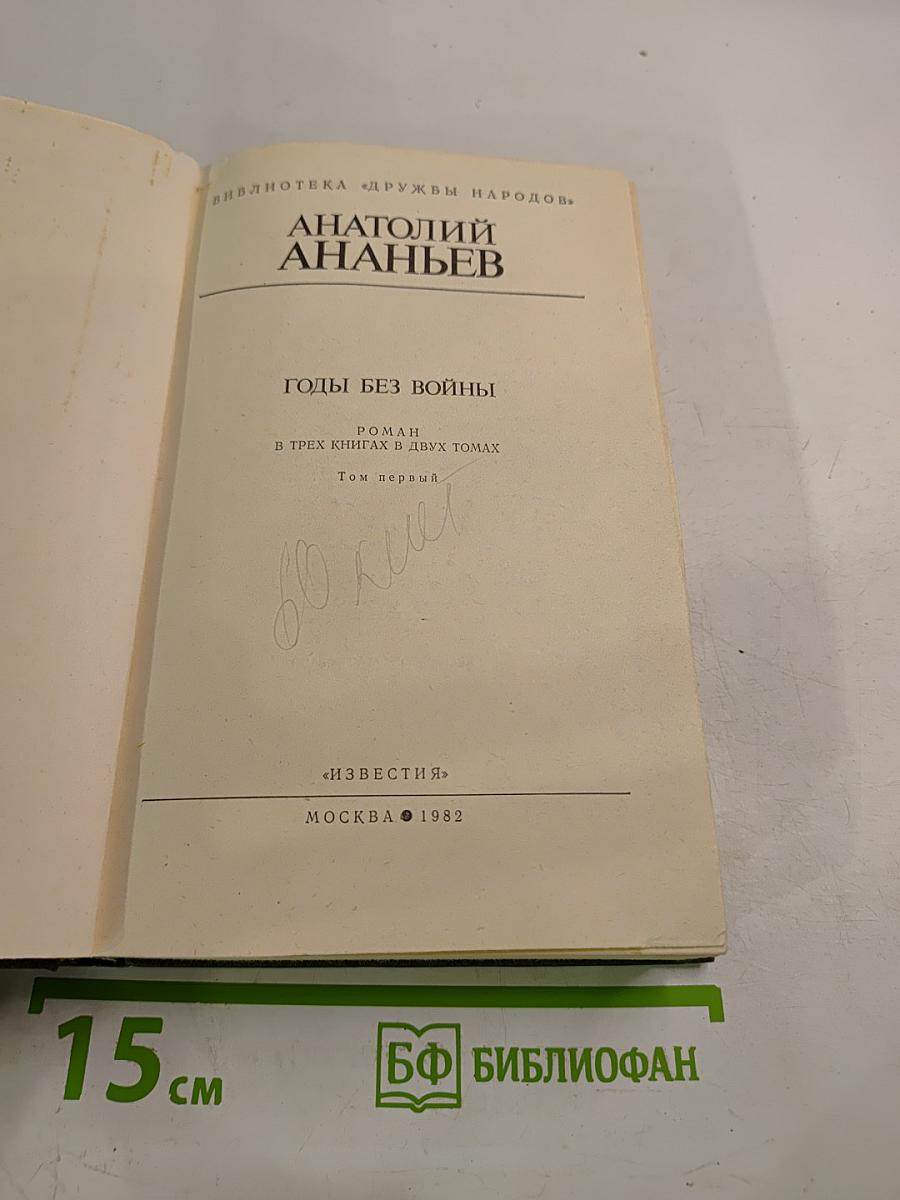 БИБЛИОТЕКА «ДРУЖБЫ НАРОДОВ»
АНАТОЛИЙ
АНАНЬЕВ
ГОДЫ БЕЗ ВОЙНЫ
РОМАН
В ТРЕХ КНИГАХ В ДВУХ ТОМАХ
Том первый
«ИЗВЕСТИЯ»
МОСКВА 1982
15 см
БФ БИБЛИОФАН